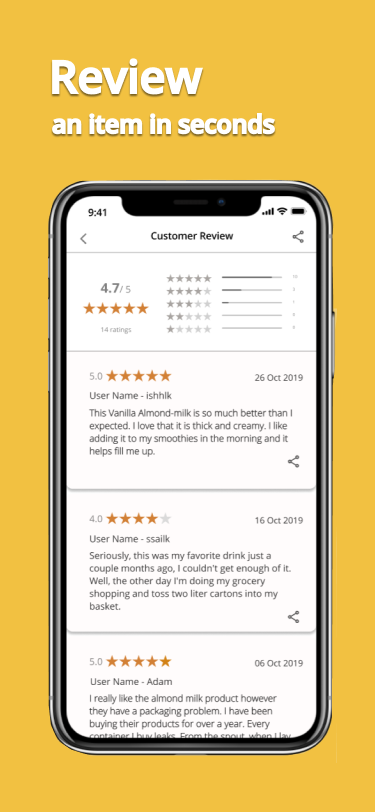 Review
an item in seconds
9:41
Customer Review
4.7 / 5
14 ratings
5.0
26 Oct 2019
User Name - ishhlk
This Vanilla Almond-milk is so much better than I
expected. I love that it is thick and creamy. I like
adding it to my smoothies in the morning and it
helps fill me up.
4.0
16 Oct 2019
User Name - ssailk
Seriously, this was my favorite drink just a
couple months ago, I couldn't get enough of it.
Well, the other day I'm doing my grocery
shopping and toss two liter cartons into my
basket.
5.0
06 Oct 2019
User Name - Adam
I really like the almond milk product however
they have a packaging problem. I have been
buying their products for over a year. Every
container I buy leaks. From the spout, when I lay